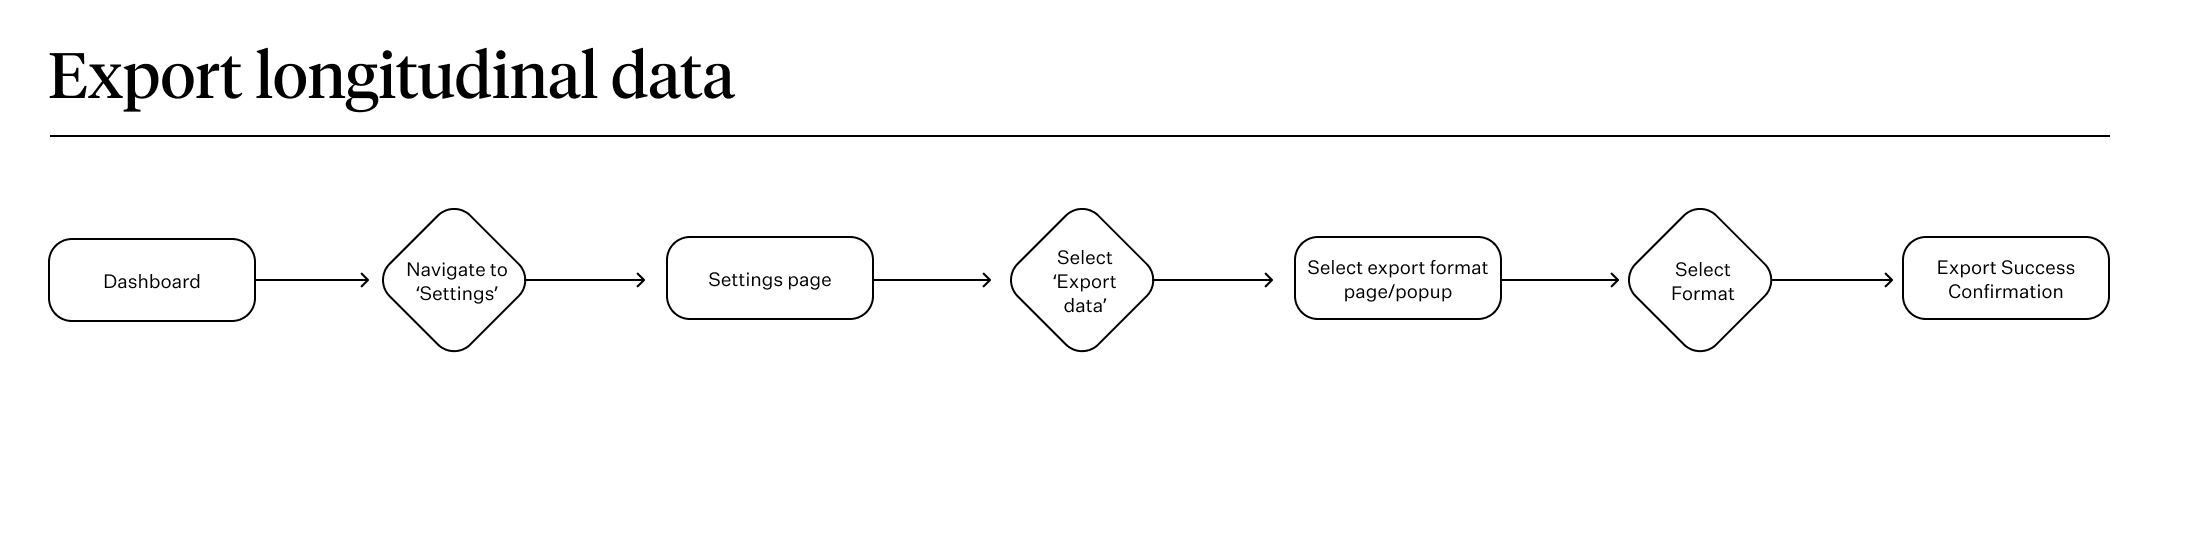 Export longitudinal data
Dashboard
Navigate to
‘Settings’
Settings page
Select
‘Export
data’
Select export format
page/popup
Select
Format
Export Success
Confirmation